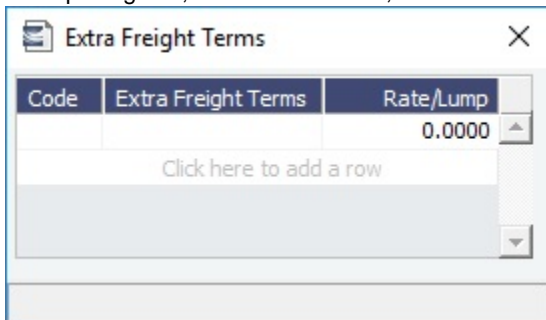 Extra Freight Terms
Code Extra Freight Terms Rate/Lump
0.0000
Click here to add a row